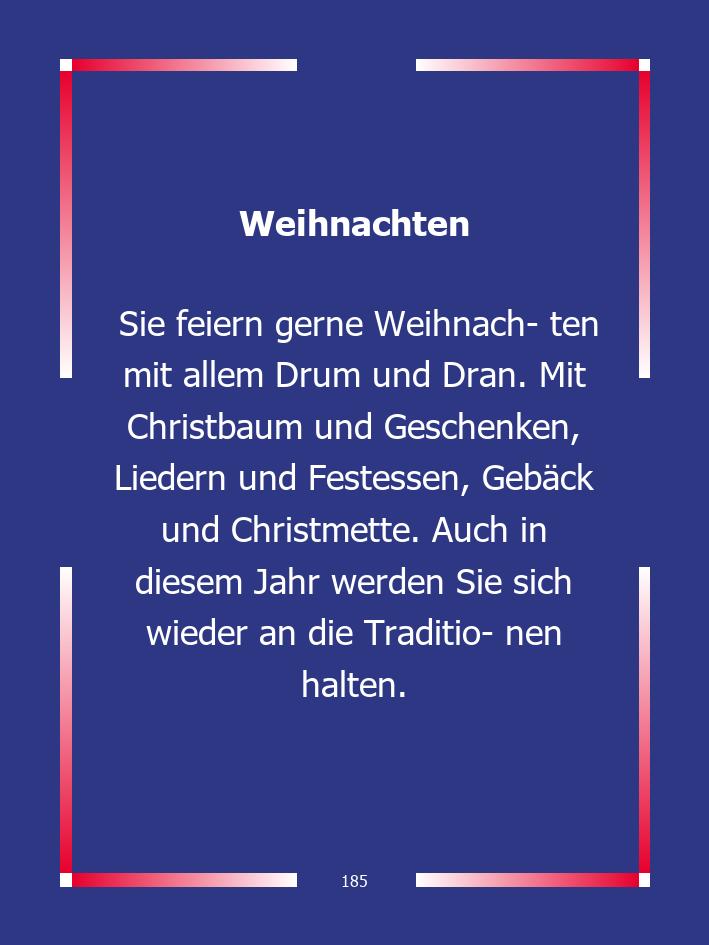 Weihnachten
Sie feiern gerne Weihnach- ten
mit allem Drum und Dran. Mit
Christbaum und Geschenken,
Liedern und Festessen, Gebäck
und Christmette. Auch in
diesem Jahr werden Sie sich
wieder an die Traditio- nen
halten.
185